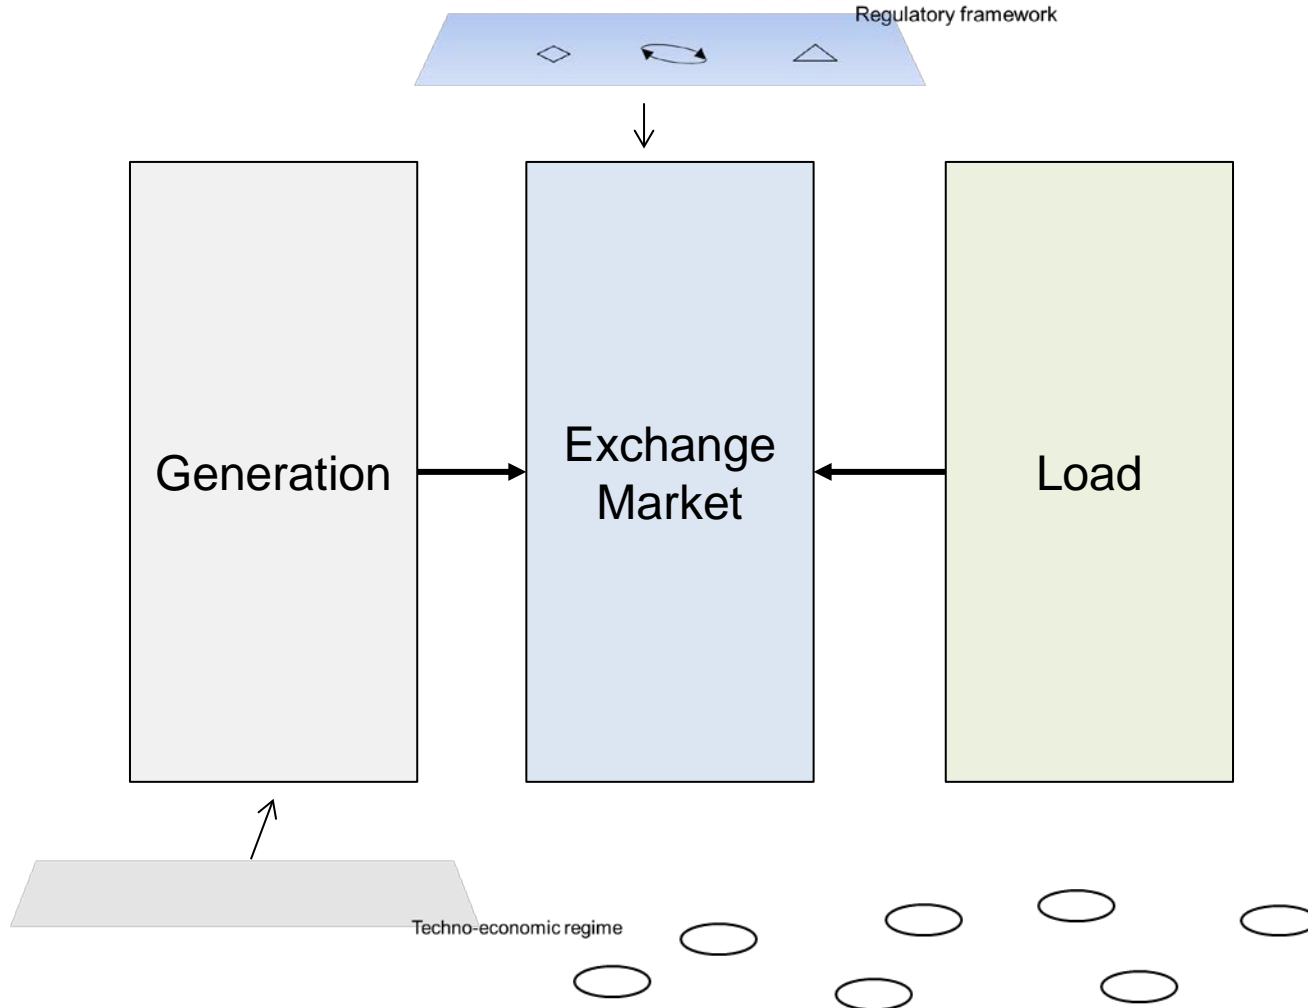 Regulatory framework
Generation
Exchange
Market
Load
Techno-economic regime